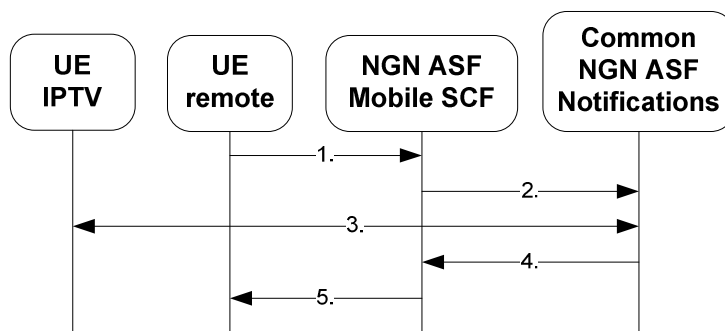 UE
IPTV
UE
remote
NGN ASF
Mobile SCF
Common
NGN ASF
Notifications
1.
2.
3.
4.
5.